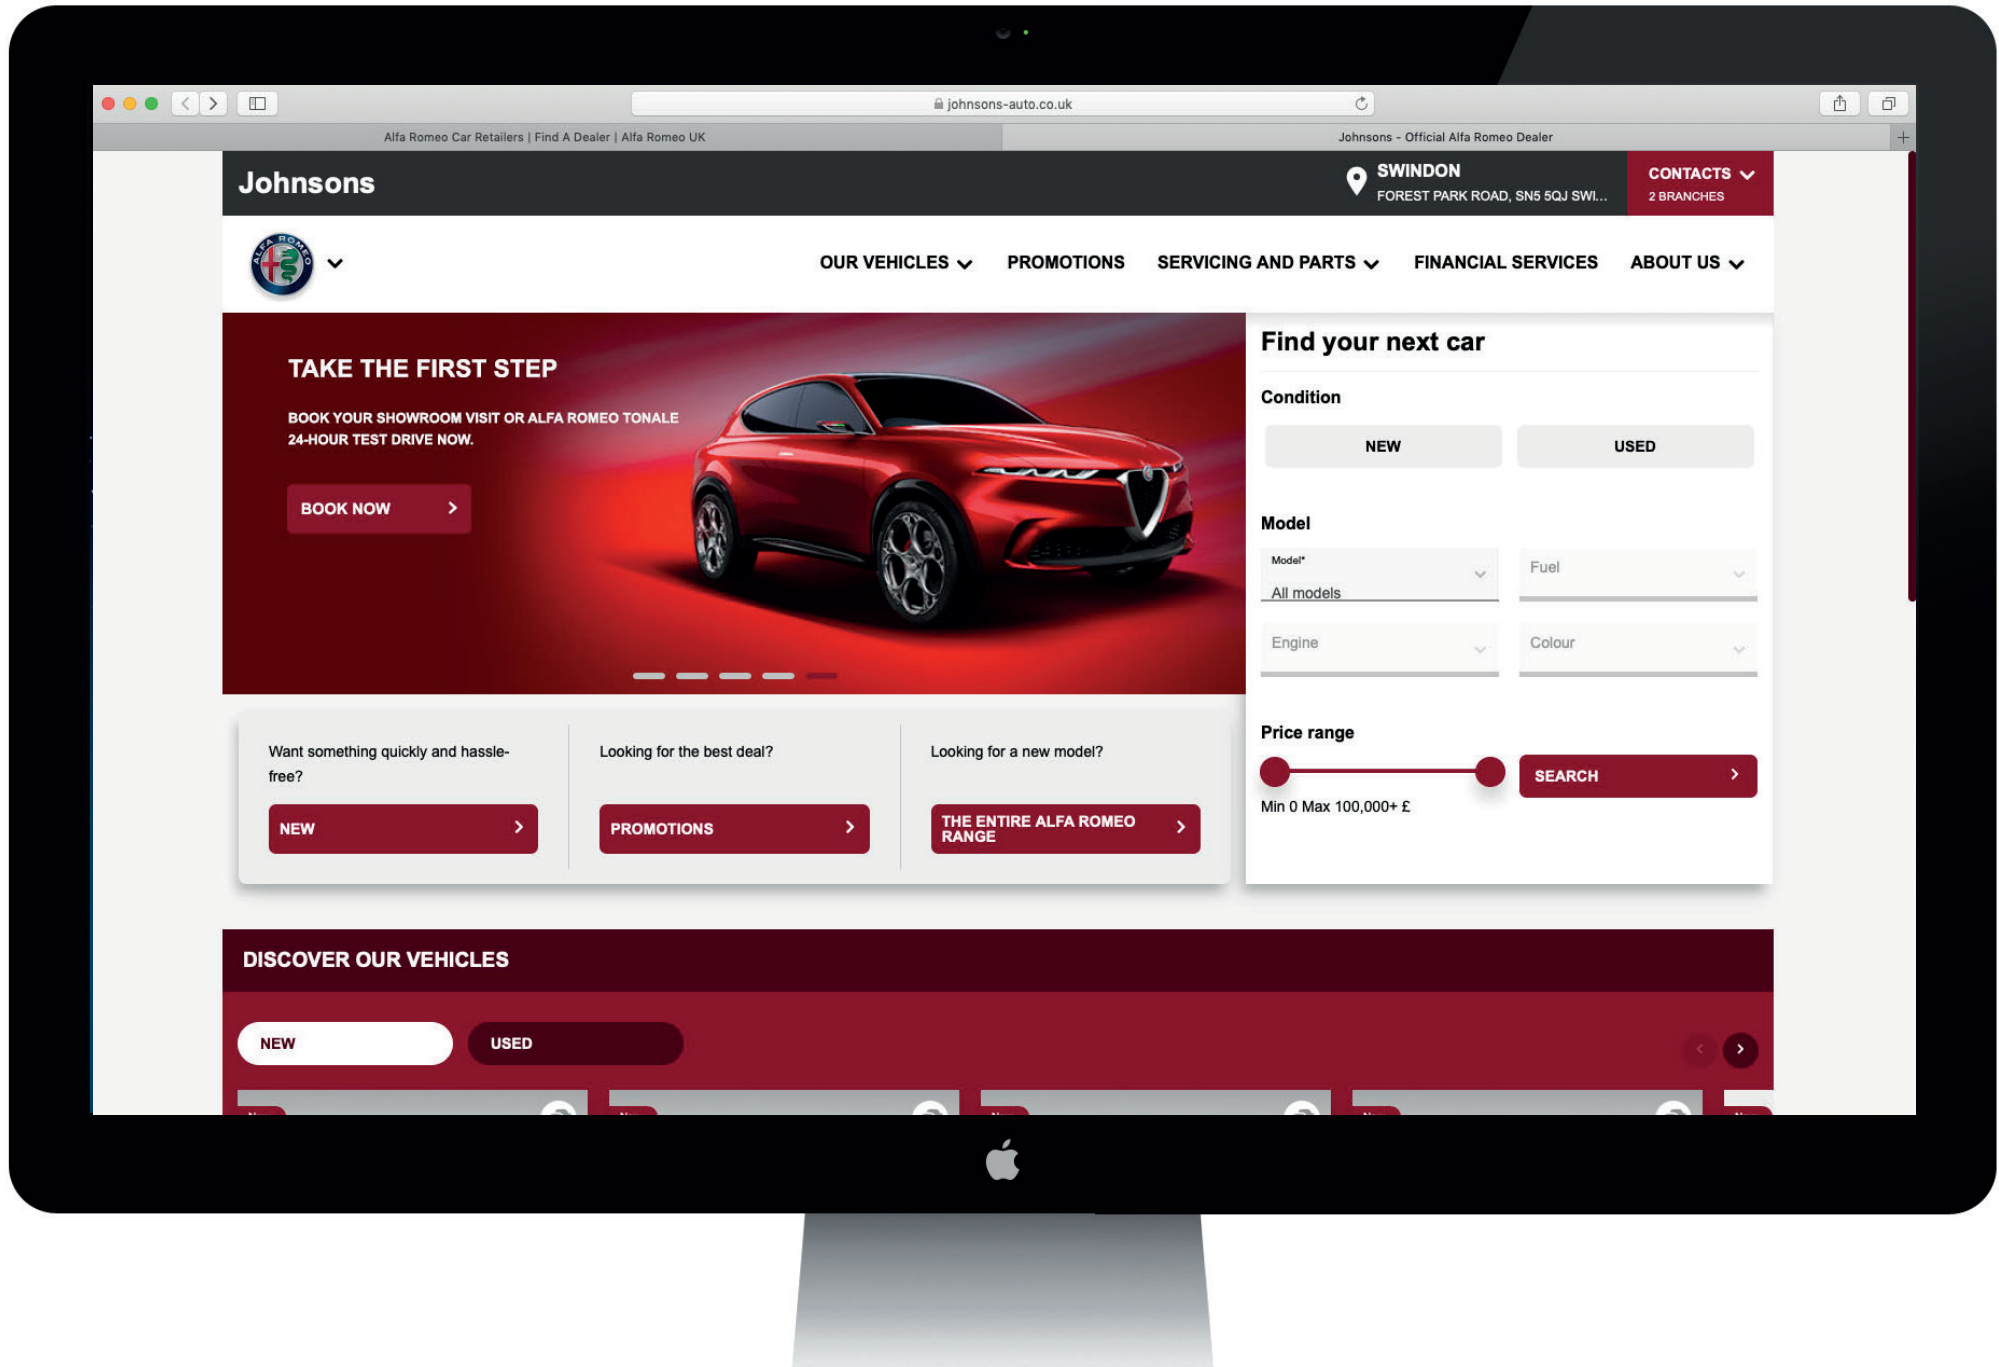 johnsons-auto.co.uk
Alfa Romeo Car Retailers | Find A Dealer | Alfa Romeo UK
Johnsons - Official Alfa Romeo Dealer
Johnsons
SWINDON
FOREST PARK ROAD, SN5 5QJ SWI...
CONTACTS
2 BRANCHES
ALFA ROMEO
OUR VEHICLES
PROMOTIONS
SERVICING AND PARTS
FINANCIAL SERVICES
ABOUT US
TAKE THE FIRST STEP
BOOK YOUR SHOWROOM VISIT OR ALFA ROMEO TONALE
24-HOUR TEST DRIVE NOW.
BOOK NOW
Find your next car
Condition
NEW
USED
Model
Model*
All models
Fuel
Engine
Colour
Price range
Min 0 Max 100,000+ £
SEARCH
Want something quickly and hassle-
free?
NEW
Looking for the best deal?
PROMOTIONS
Looking for a new model?
THE ENTIRE ALFA ROMEO
RANGE
DISCOVER OUR VEHICLES
NEW
USED